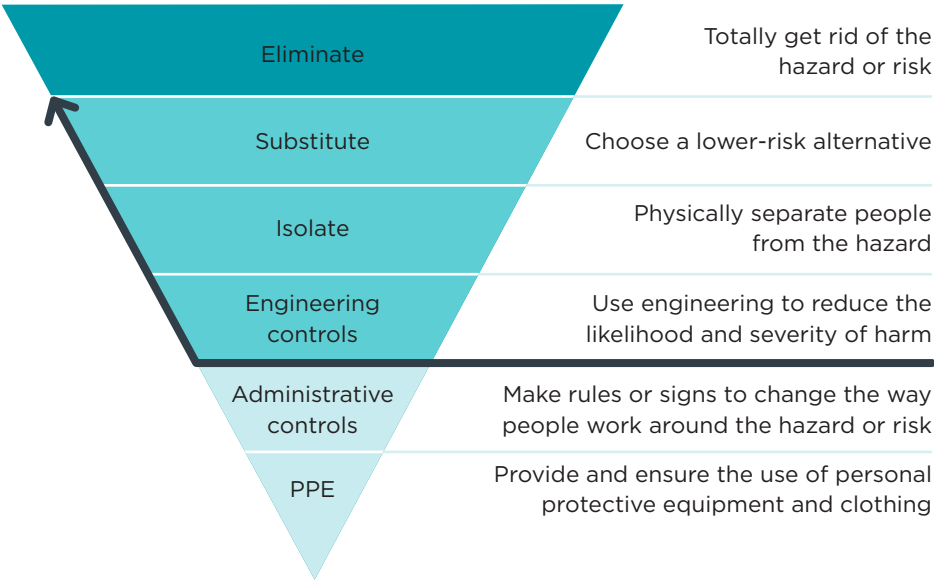 Eliminate
Totally get rid of the
hazard or risk
Substitute
Choose a lower-risk alternative
Isolate
Physically separate people
from the hazard
Engineering
controls
Use engineering to reduce the
likelihood and severity of harm
Administrative
controls
Make rules or signs to change the way
people work around the hazard or risk
PPE
Provide and ensure the use of personal
protective equipment and clothing